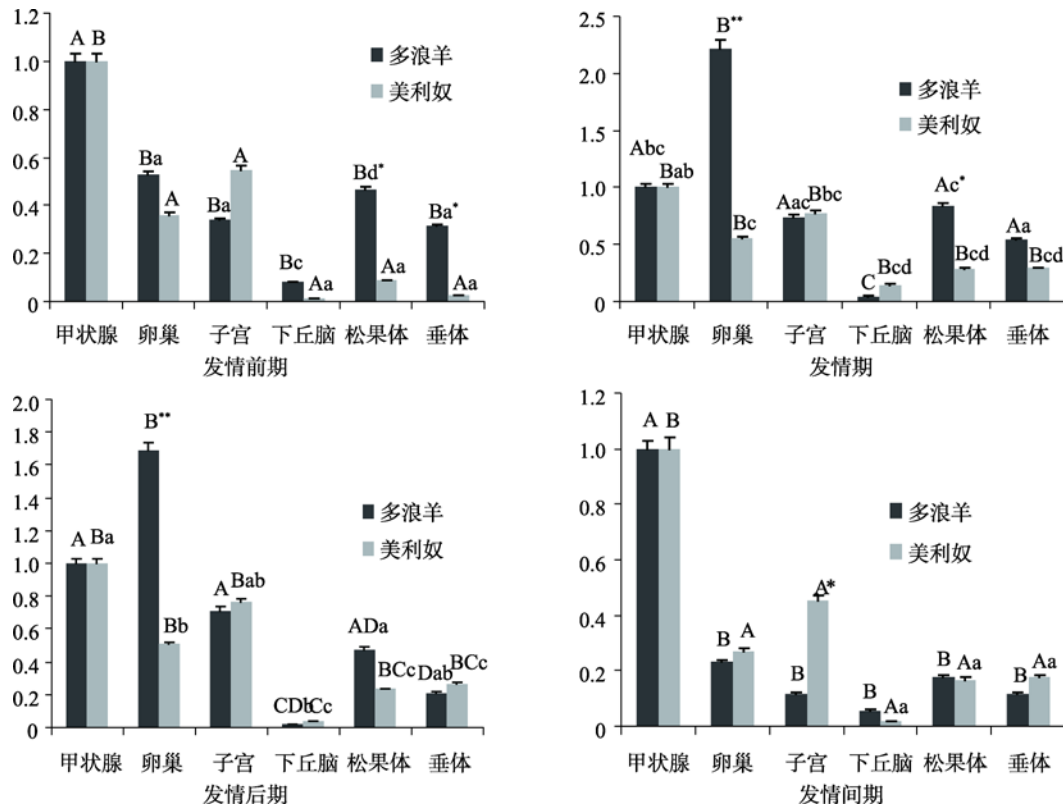 1.2
1.0
0.8
0.6
0.4
0.2
0
A B
Ba
A
Ba
A
Bc
Aa
Bd*
Aa
Ba*
Aa
多浪羊
美利奴
甲状腺 卵巢 子宫 下丘脑 松果体 垂体
发情前期
2.5
2.0
1.5
1.0
0.5
0
Abc
Bab
B**
Bc
Aac
Bbc
C
Bcd
Ac*
Bcd
Aa
Bcd
多浪羊
美利奴
甲状腺 卵巢 子宫 下丘脑 松果体 垂体
发情期
2.0
1.8
1.6
1.4
1.2
1.0
0.8
0.6
0.4
0.2
0
A Ba
B**
Bb
A
Bab
CDb
Cc
ADa
BCc
Dab
BCc
多浪羊
美利奴
甲状腺 卵巢 子宫 下丘脑 松果体 垂体
发情后期
1.2
1.0
0.8
0.6
0.4
0.2
0
A B
B
A
B
A*
B
Aa
B
Aa
B
Aa
多浪羊
美利奴
甲状腺 卵巢 子宫 下丘脑 松果体 垂体
发情间期